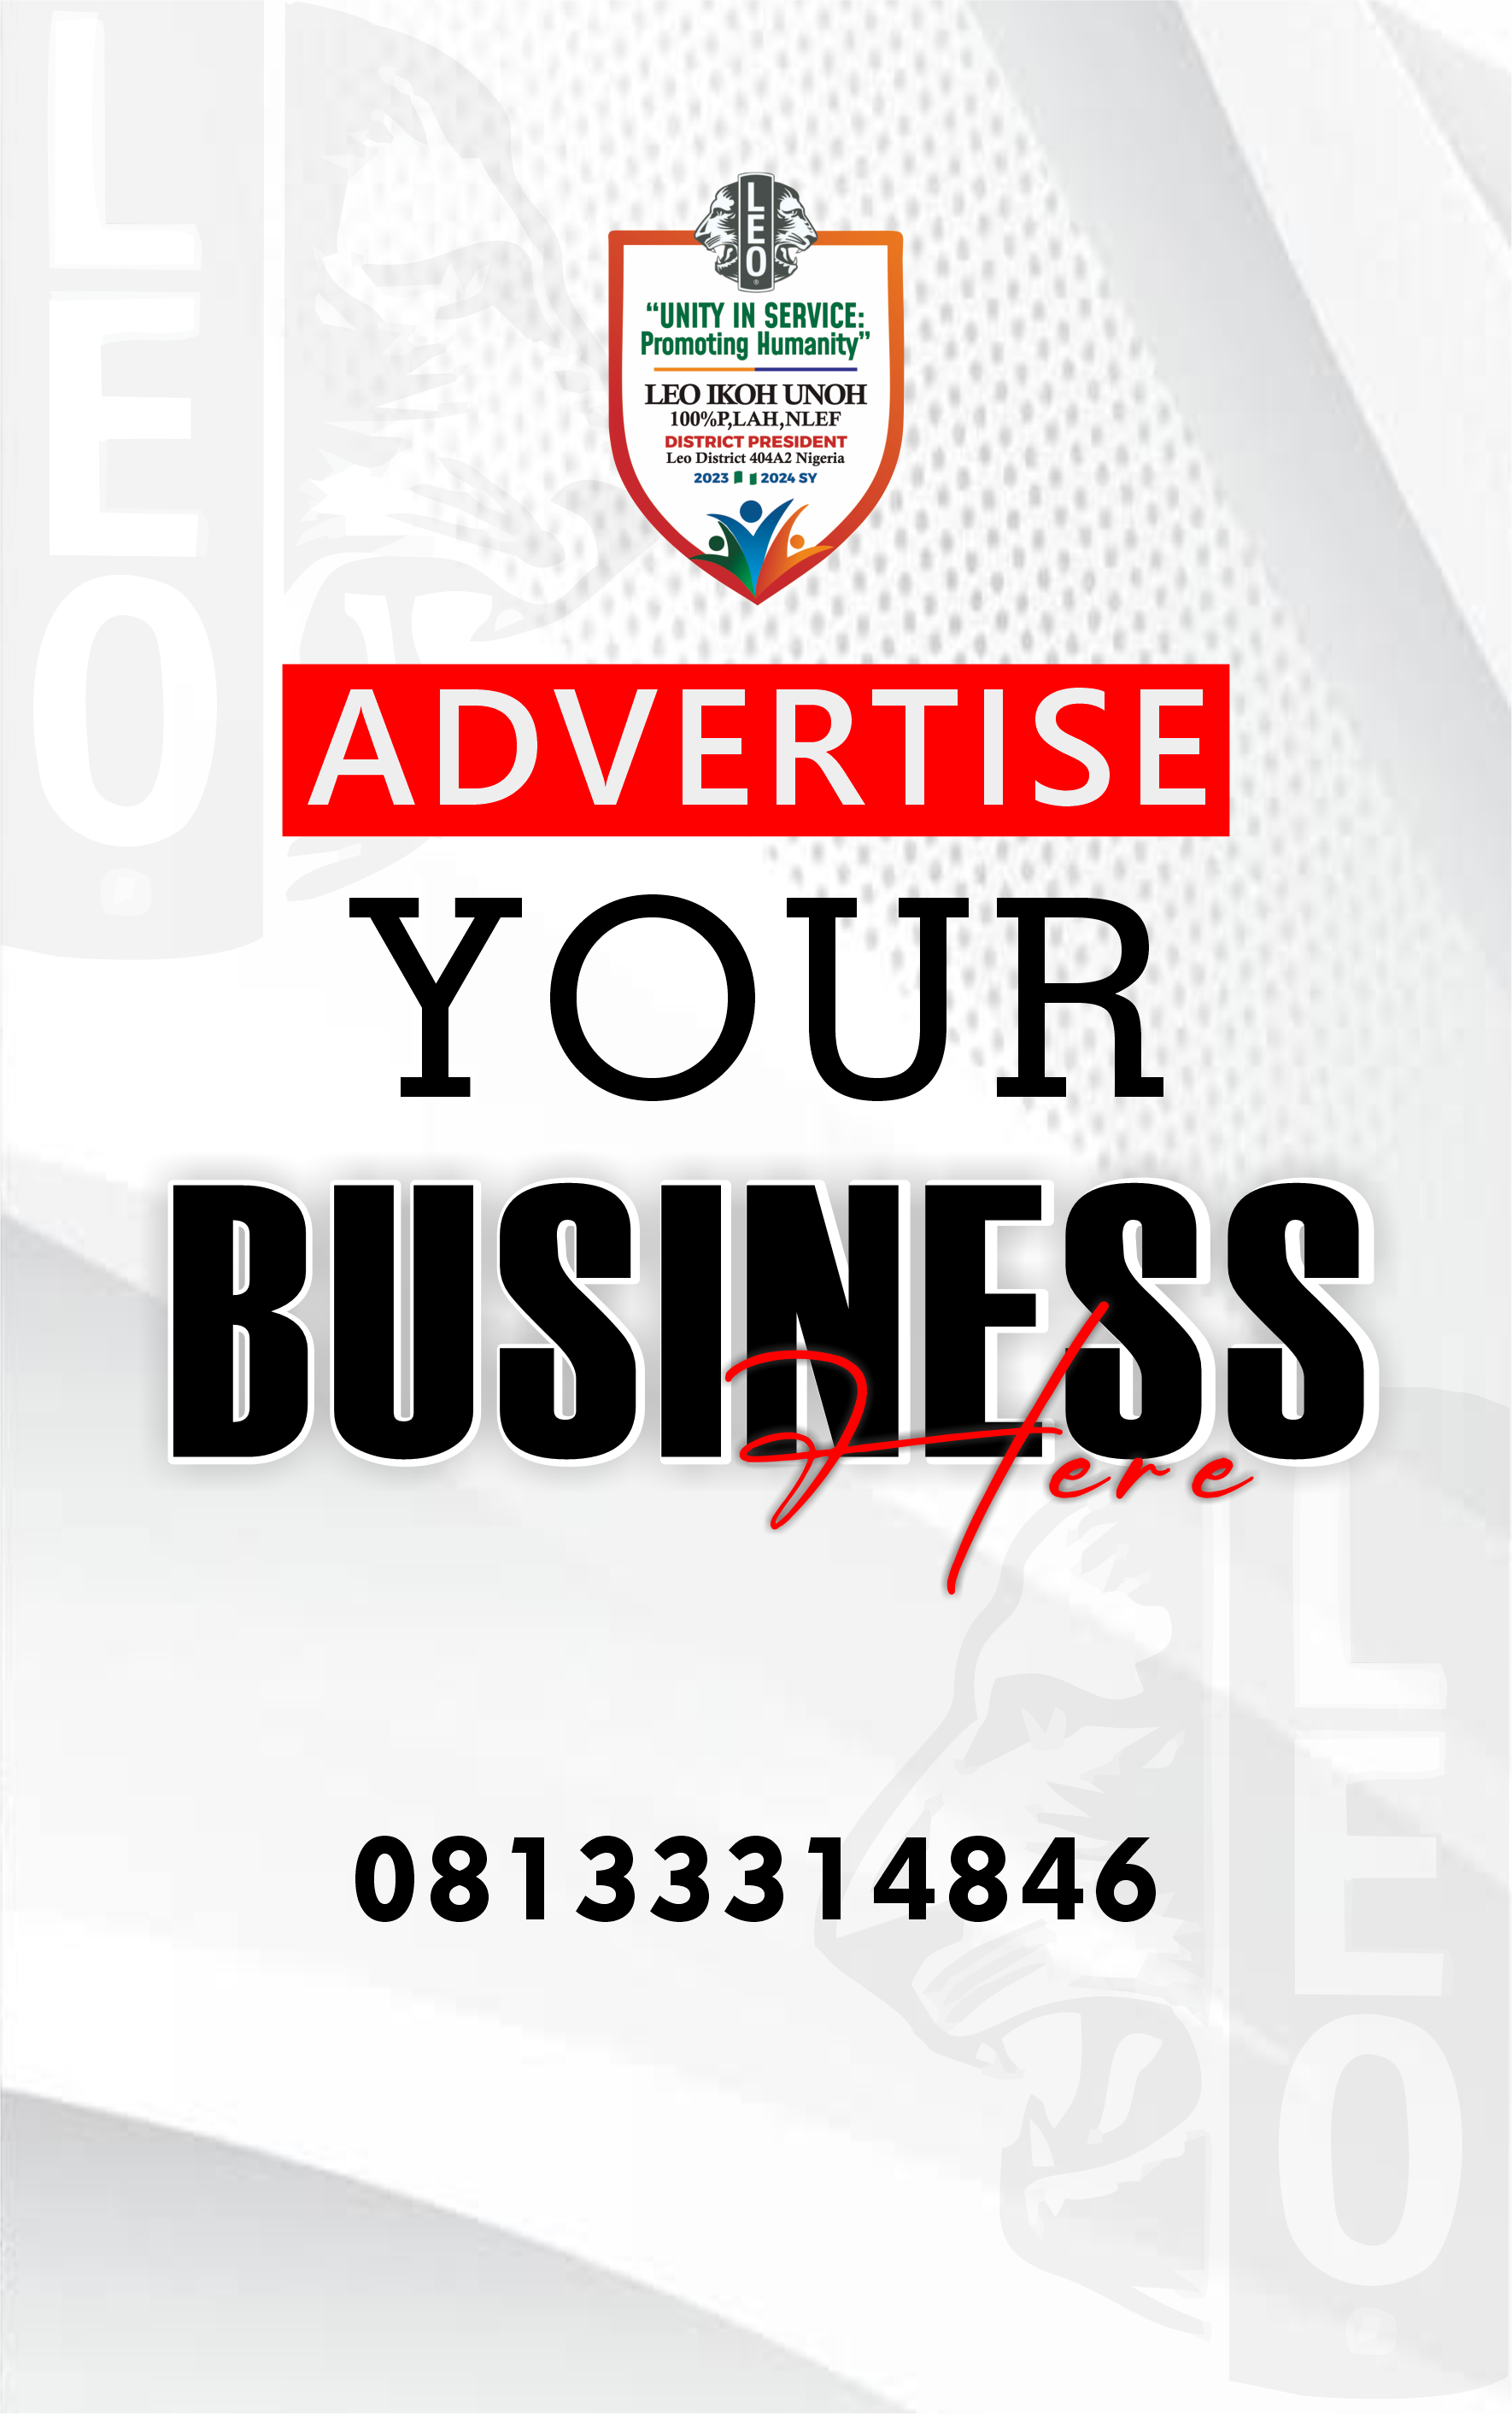 LEO
LEO
“UNITY IN SERVICE:
Promoting Humanity”
LEO IKOH UNOH
100%P,LAH,NLEF
DISTRICT PRESIDENT
Leo District 404A2 Nigeria
2023 2024 SY
ADVERTISE
YOUR
BUSINESS
Here
08133314846
LEO